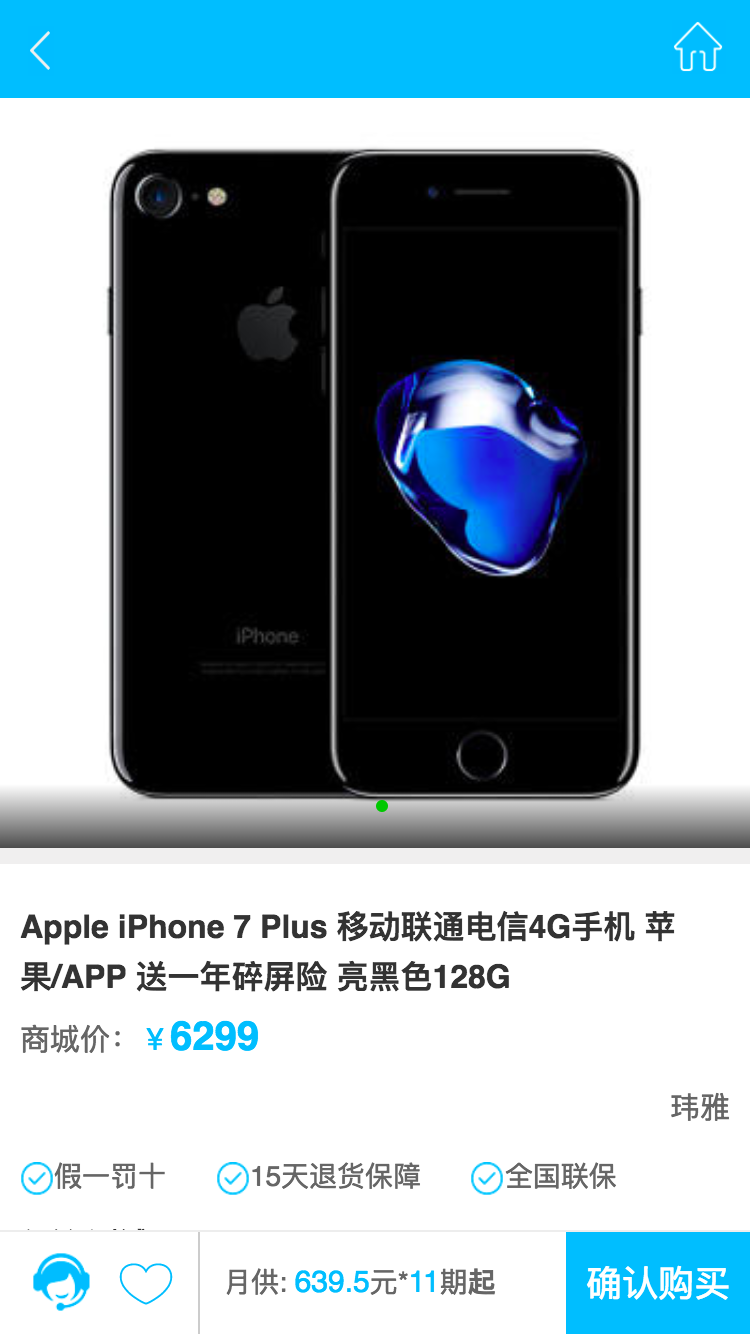 iPhone
Apple iPhone 7 Plus 移动联通电信4G手机 苹
果/APP 送一年碎屏险 亮黑色128G
商城价：￥6299
玮雅
假一罚十 15天退货保障 全国联保
月供: 639.5元*11期起
确认购买